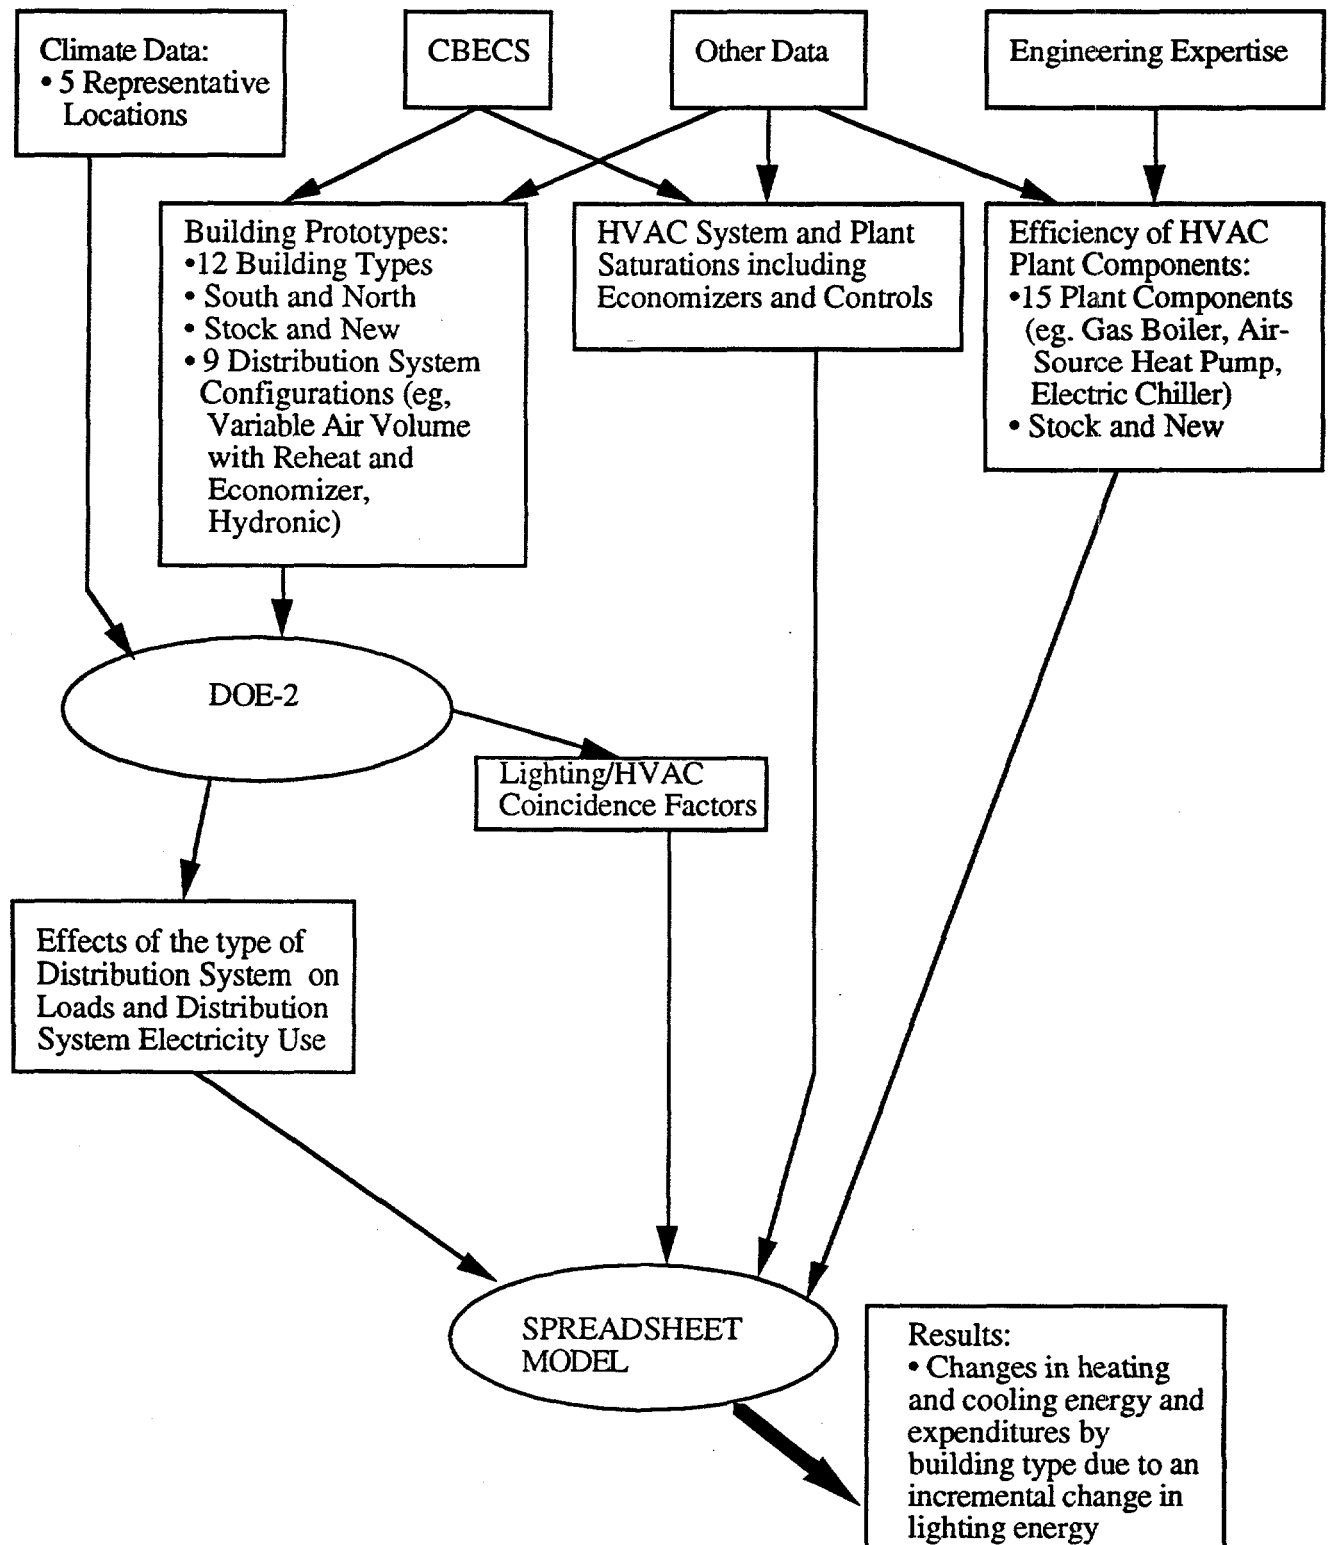 Climate Data:
• 5 Representative
Locations
CBECS
Other Data
Engineering Expertise
Building Prototypes:
•12 Building Types
• South and North
• Stock and New
• 9 Distribution System
Configurations (eg,
Variable Air Volume
with Reheat and
Economizer,
Hydronic)
HVAC System and Plant
Saturations including
Economizers and Controls
Efficiency of HVAC
Plant Components:
•15 Plant Components
(eg. Gas Boiler, Air-
Source Heat Pump,
Electric Chiller)
• Stock and New
DOE-2
Lighting/HVAC
Coincidence Factors
Effects of the type of
Distribution System on
Loads and Distribution
System Electricity Use
SPREADSHEET
MODEL
Results:
• Changes in heating
and cooling energy and
expenditures by
building type due to an
incremental change in
lighting energy